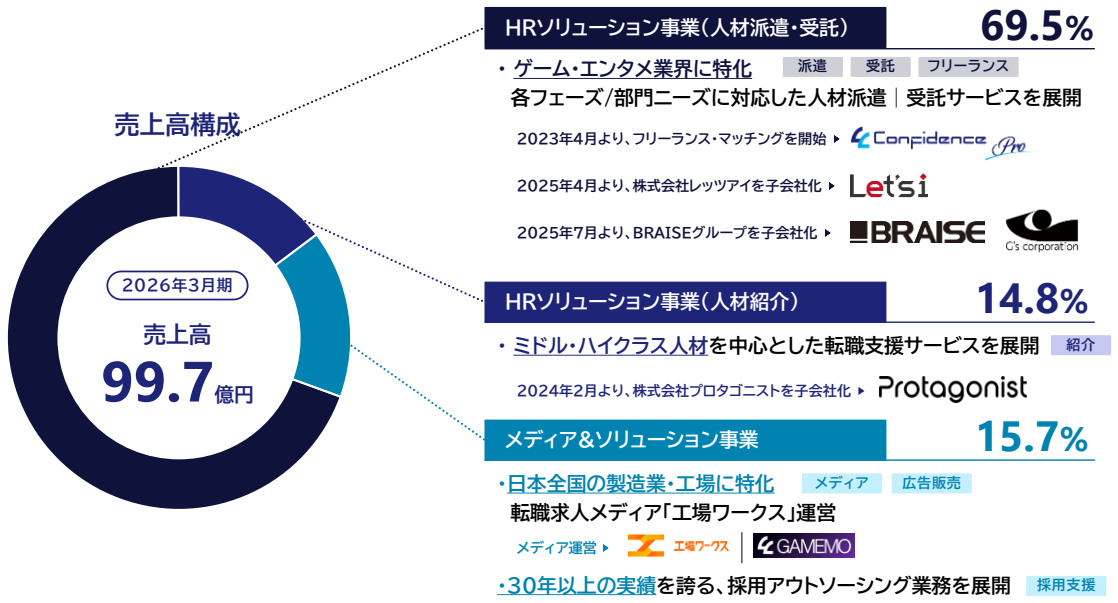 売上高構成
2026年3月期
売上高
99.7億円
HRソリューション事業（人材派遣・受託）
69.5%
・ゲーム・エンタメ業界に特化
派遣
受託
フリーランス
各フェーズ/部門ニーズに対応した人材派遣｜受託サービスを展開
2023年4月より、フリーランス・マッチングを開始
Confidence Pro
2025年4月より、株式会社レッツアイを子会社化
Let'si
2025年7月より、BRAISEグループを子会社化
BRAISE
G's corporation
HRソリューション事業（人材紹介）
14.8%
・ミドル・ハイクラス人材を中心とした転職支援サービスを展開
紹介
2024年2月より、株式会社プロタゴニストを子会社化
Protagonist
メディア&ソリューション事業
15.7%
・日本全国の製造業・工場に特化
メディア
広告販売
転職求人メディア「工場ワークス」運営
メディア運営
工場ワークス
GAMEMO
・30年以上の実績を誇る、採用アウトソーシング業務を展開
採用支援